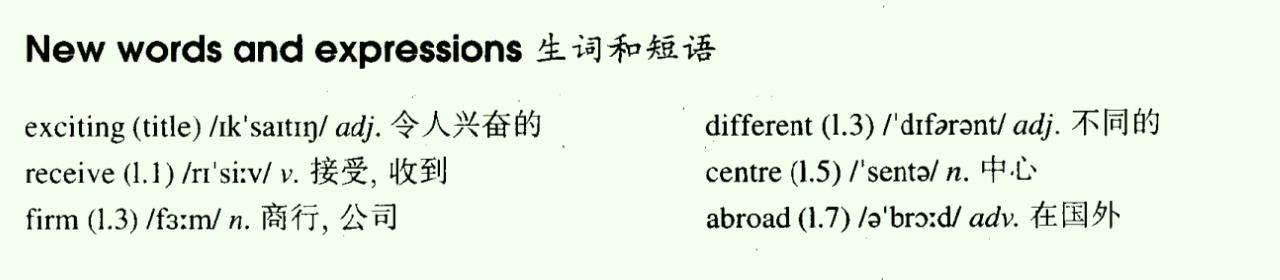 New words and expressions 生词和短语
exciting (title) /ɪk'saɪtɪŋ/ adj. 令人兴奋的
receive (l.1) /rɪ'siːv/ v. 接受, 收到
firm (l.3) /fɜːm/ n. 商行, 公司
different (l.3) /'dɪfərənt/ adj. 不同的
centre (l.5) /'sentə/ n. 中心
abroad (l.7) /ə'brɔːd/ adv. 在国外